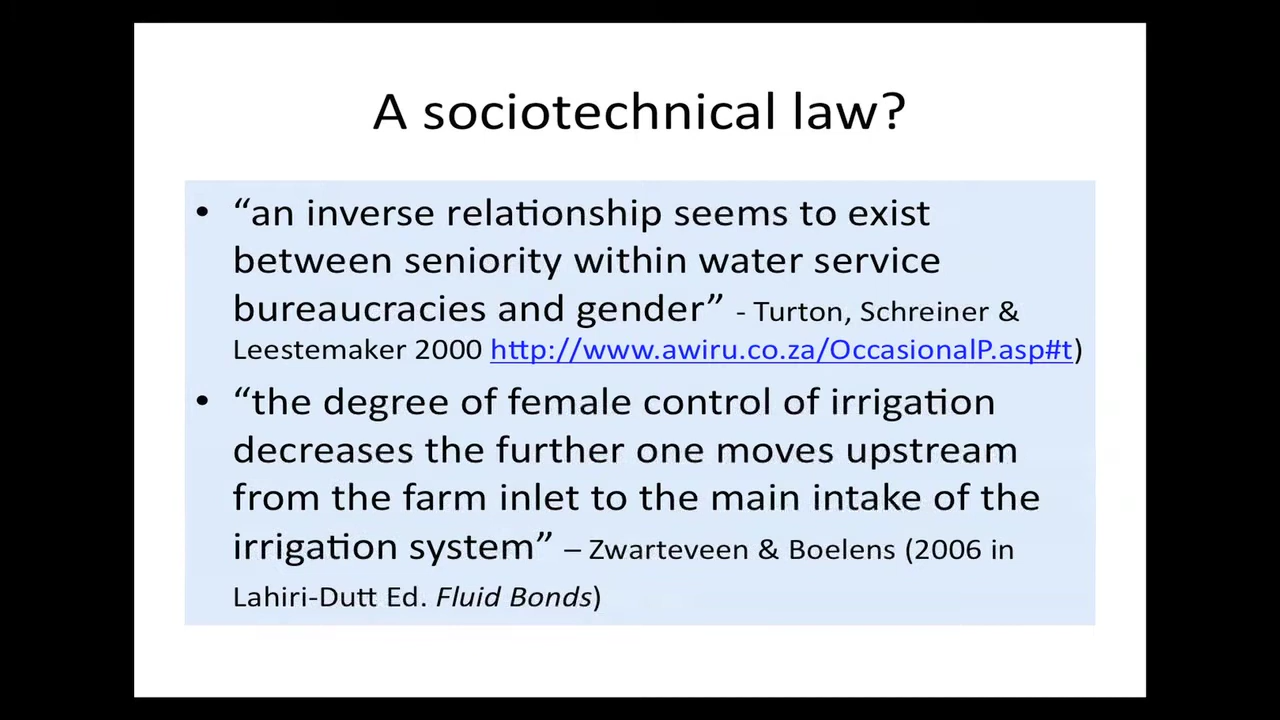 A sociotechnical law?
• “an inverse relationship seems to exist
between seniority within water service
bureaucracies and gender” - Turton, Schreiner &
Leestemaker 2000 http://www.awiru.co.za/OccasionalP.asp#t)
• “the degree of female control of irrigation
decreases the further one moves upstream
from the farm inlet to the main intake of the
irrigation system” – Zwarteveen & Boelens (2006 in
Lahiri-Dutt Ed. Fluid Bonds)